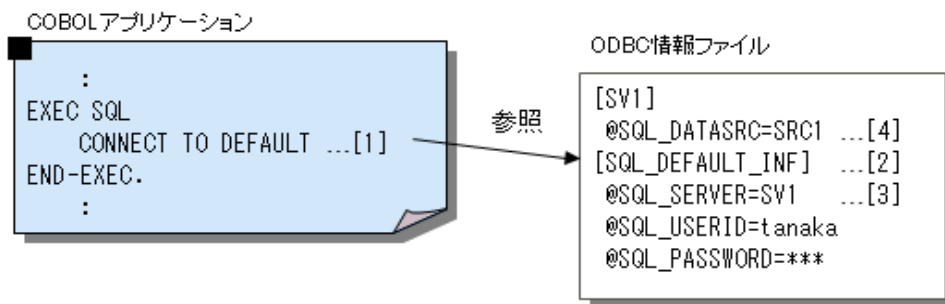 COBOLアプリケーション
:
EXEC SQL
CONNECT TO DEFAULT ...[1]
END-EXEC.
:
参照
ODBC情報ファイル
[SV1]
@SQL_DATASRC=SRC1 ...[4]
[SQL_DEFAULT_INF] ...[2]
@SQL_SERVER=SV1 ...[3]
@SQL_USERID=tanaka
@SQL_PASSWORD=***